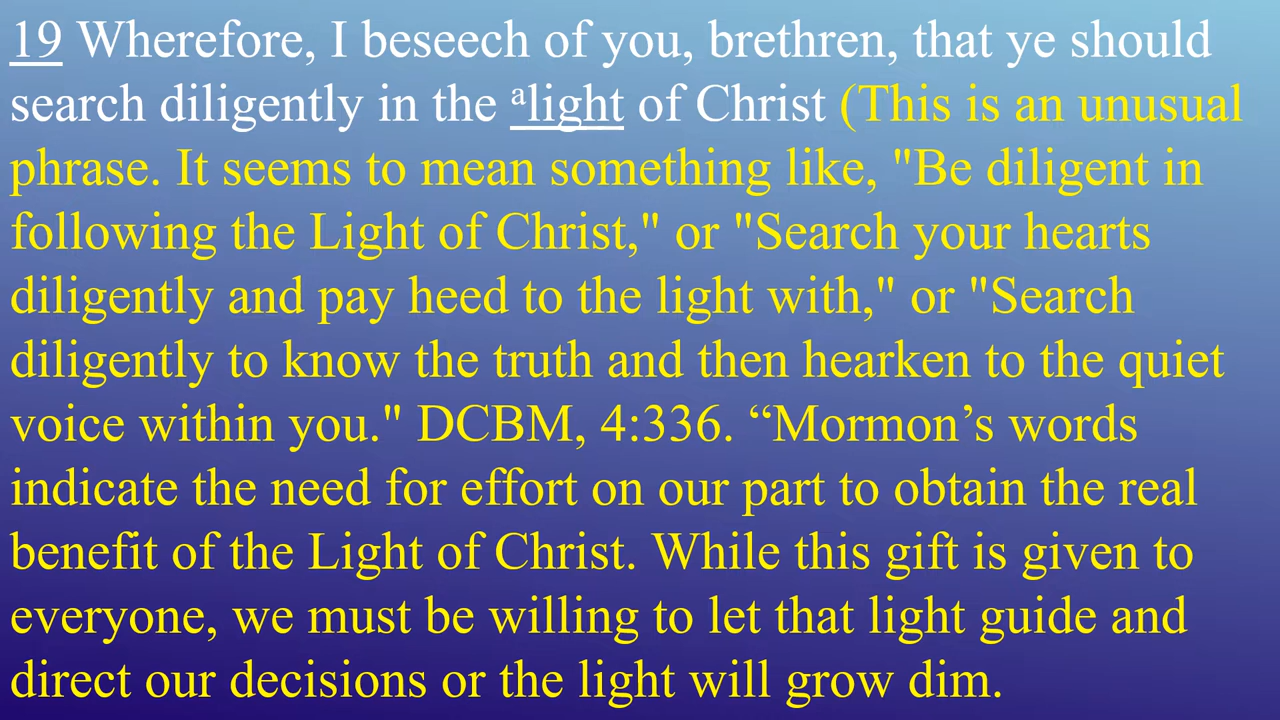 19 Wherefore, I beseech of you, brethren, that ye should
search diligently in the ᵃlight of Christ (This is an unusual
phrase. It seems to mean something like, "Be diligent in
following the Light of Christ," or "Search your hearts
diligently and pay heed to the light with," or "Search
diligently to know the truth and then hearken to the quiet
voice within you." DCBM, 4:336. “Mormon’s words
indicate the need for effort on our part to obtain the real
benefit of the Light of Christ. While this gift is given to
everyone, we must be willing to let that light guide and
direct our decisions or the light will grow dim.